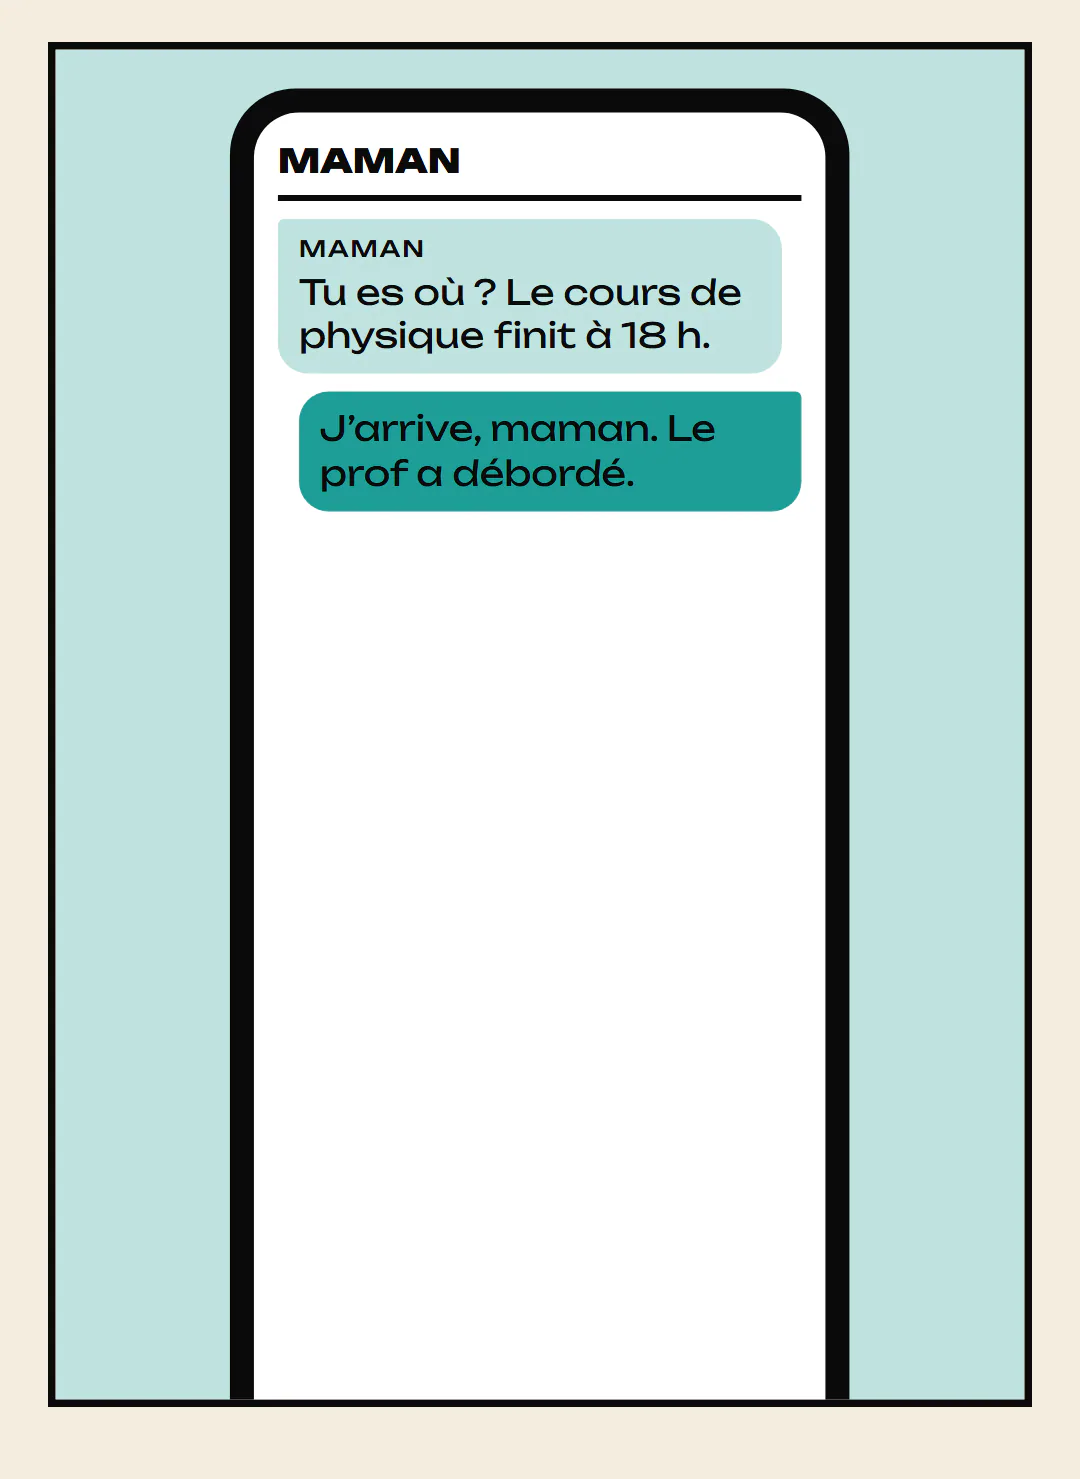 MAMAN
MAMAN
Tu es où ? Le cours de
physique finit à 18 h.
J’arrive, maman. Le
prof a débordé.